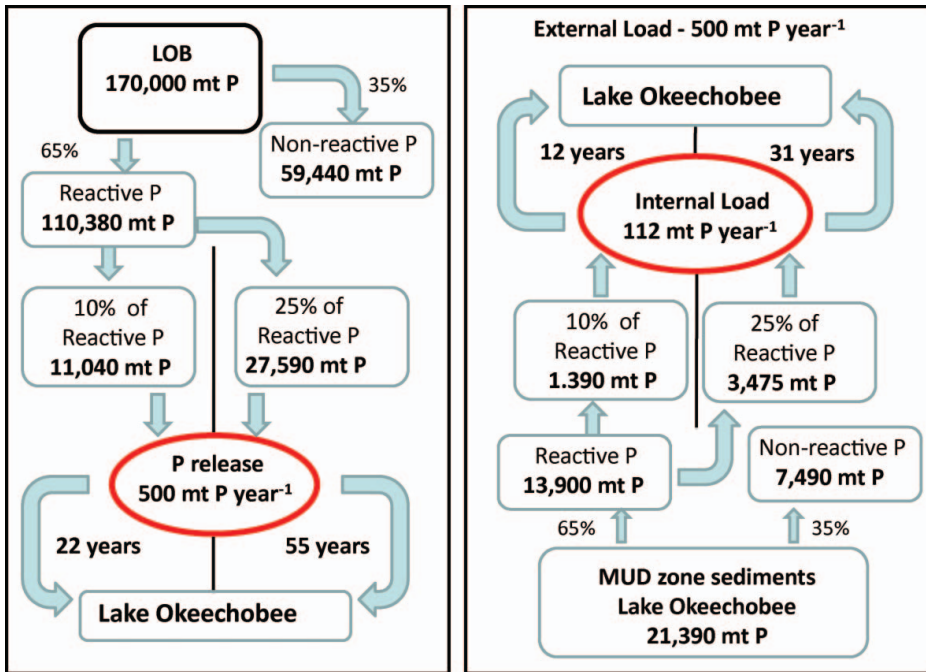 LOB
170,000 mt P
35%
Non-reactive P
59,440 mt P
65%
Reactive P
110,380 mt P
10% of
Reactive P
11,040 mt P
25% of
Reactive P
27,590 mt P
P release
500 mt P year⁻¹
22 years
55 years
Lake Okeechobee
External Load - 500 mt P year⁻¹
Lake Okeechobee
12 years
31 years
Internal Load
112 mt P year⁻¹
10% of
Reactive P
1.390 mt P
25% of
Reactive P
3,475 mt P
Reactive P
13,900 mt P
Non-reactive P
7,490 mt P
65%
35%
MUD zone sediments
Lake Okeechobee
21,390 mt P